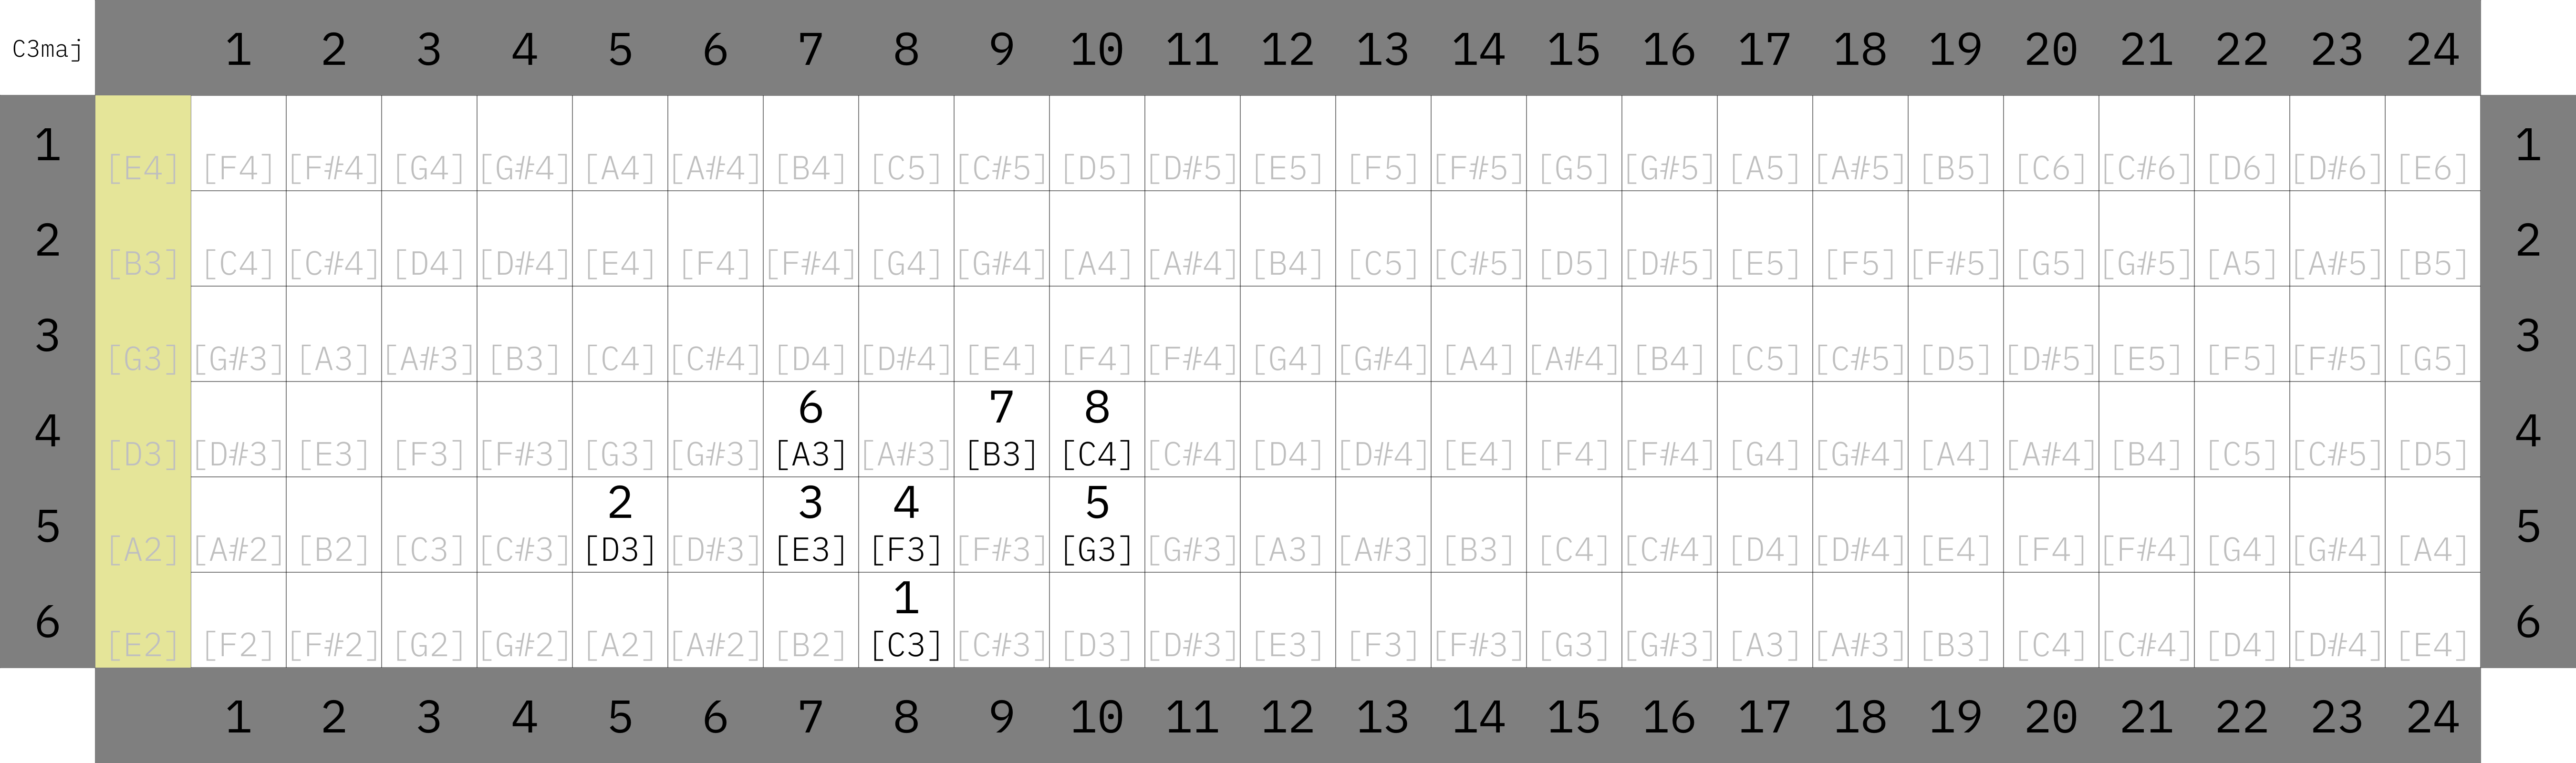 C3maj 1 2 3 4 5 6 7 8 9 10 11 12 13 14 15 16 17 18 19 20 21 22 23 24
1 [E4] [F4] [F#4] [G4] [G#4] [A4] [A#4] [B4] [C5] [C#5] [D5] [D#5] [E5] [F5] [F#5] [G5] [G#5] [A5] [A#5] [B5] [C6] [C#6] [D6] [D#6] [E6] 1
2 [B3] [C4] [C#4] [D4] [D#4] [E4] [F4] [F#4] [G4] [G#4] [A4] [A#4] [B4] [C5] [C#5] [D5] [D#5] [E5] [F5] [F#5] [G5] [G#5] [A5] [A#5] [B5] 2
3 [G3] [G#3] [A3] [A#3] [B3] [C4] [C#4] [D4] [D#4] [E4] [F4] [F#4] [G4] [G#4] [A4] [A#4] [B4] [C5] [C#5] [D5] [D#5] [E5] [F5] [F#5] [G5] 3
6 7 8
4 [D3] [D#3] [E3] [F3] [F#3] [G3] [G#3] [A3] [A#3] [B3] [C4] [C#4] [D4] [D#4] [E4] [F4] [F#4] [G4] [G#4] [A4] [A#4] [B4] [C5] [C#5] [D5] 4
2 3 4 5
5 [A2] [A#2] [B2] [C3] [C#3] [D3] [D#3] [E3] [F3] [F#3] [G3] [G#3] [A3] [A#3] [B3] [C4] [C#4] [D4] [D#4] [E4] [F4] [F#4] [G4] [G#4] [A4] 5
1
6 [E2] [F2] [F#2] [G2] [G#2] [A2] [A#2] [B2] [C3] [C#3] [D3] [D#3] [E3] [F3] [F#3] [G3] [G#3] [A3] [A#3] [B3] [C4] [C#4] [D4] [D#4] [E4] 6
1 2 3 4 5 6 7 8 9 10 11 12 13 14 15 16 17 18 19 20 21 22 23 24